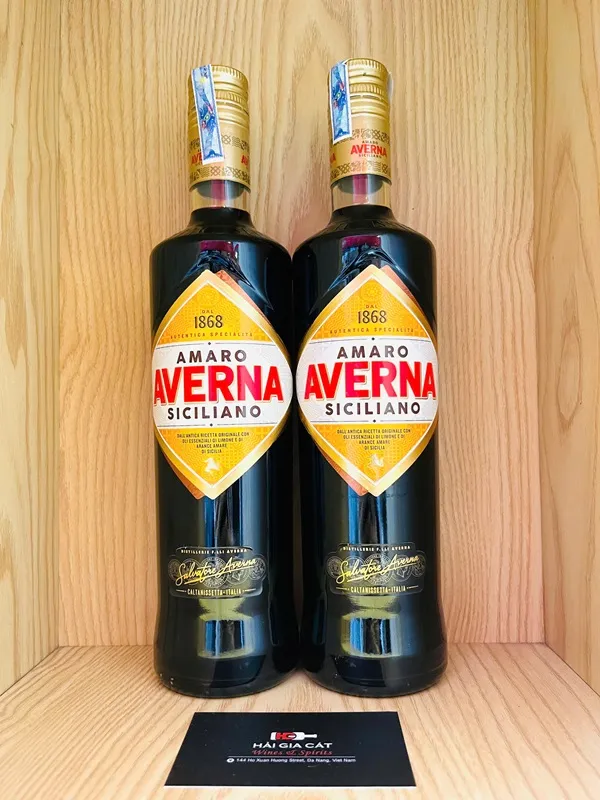 AVERNA
AMARO
AVERNA
SICILIANO
DAL
1868
AUTENTICA SPECIALITÀ
AMARO
AVERNA
SICILIANO
DALL'ANTICA RICETTA ORIGINALE CON
OLI ESSENZIALI DI LIMONE E DI
ARANCE AMARE
DI SICILIA
DISTILLERIE F.LLI AVERNA
Salvatore Averna
CALTANISSETTA-ITALIA
DAL
1868
AUTENTICA SPECIALITÀ
AMARO
AVERNA
SICILIANO
DALL'ANTICA RICETTA ORIGINALE CON
OLI ESSENZIALI DI LIMONE E DI
ARANCE AMARE
DI SICILIA
DISTILLERIE F.LLI AVERNA
Salvatore Averna
CALTANISSETTA-ITALIA
HẢI GIA CÁT
Wines & Spirits
144 Ho Xuan Huong Street, Da Nang, Viet Nam